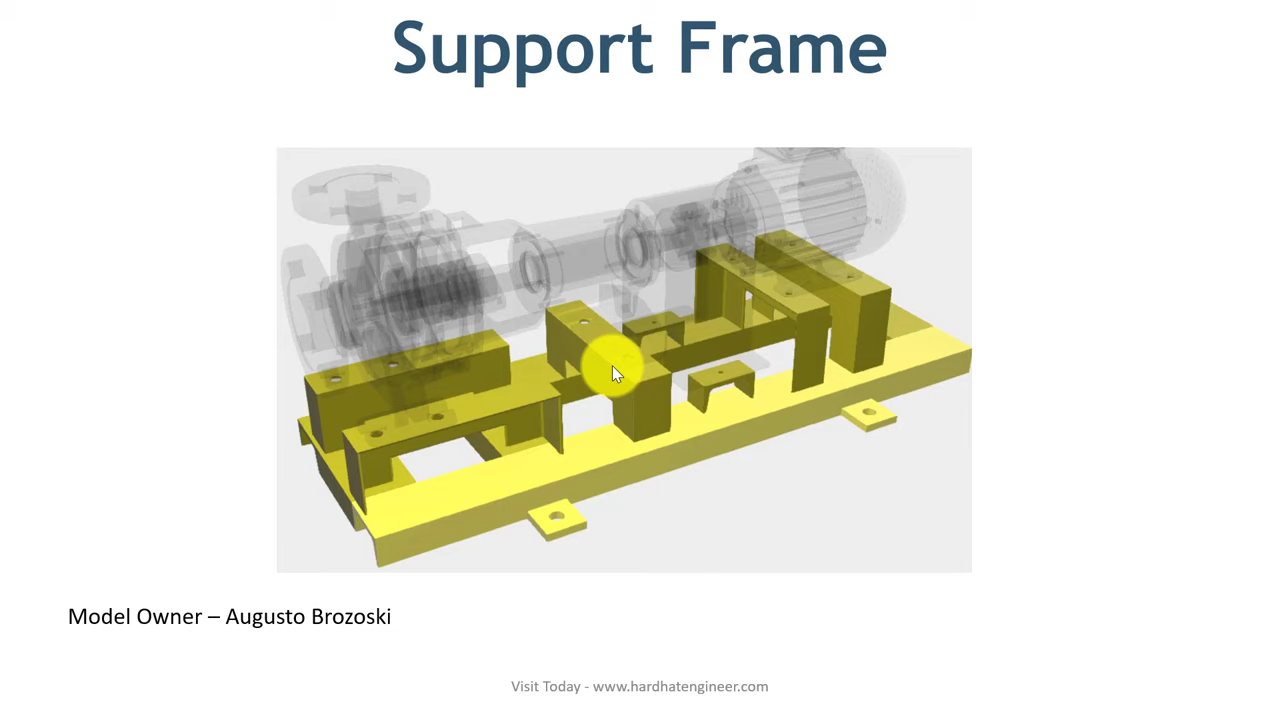 Support Frame
Model Owner – Augusto Brozoski
Visit Today - www.hardhatengineer.com